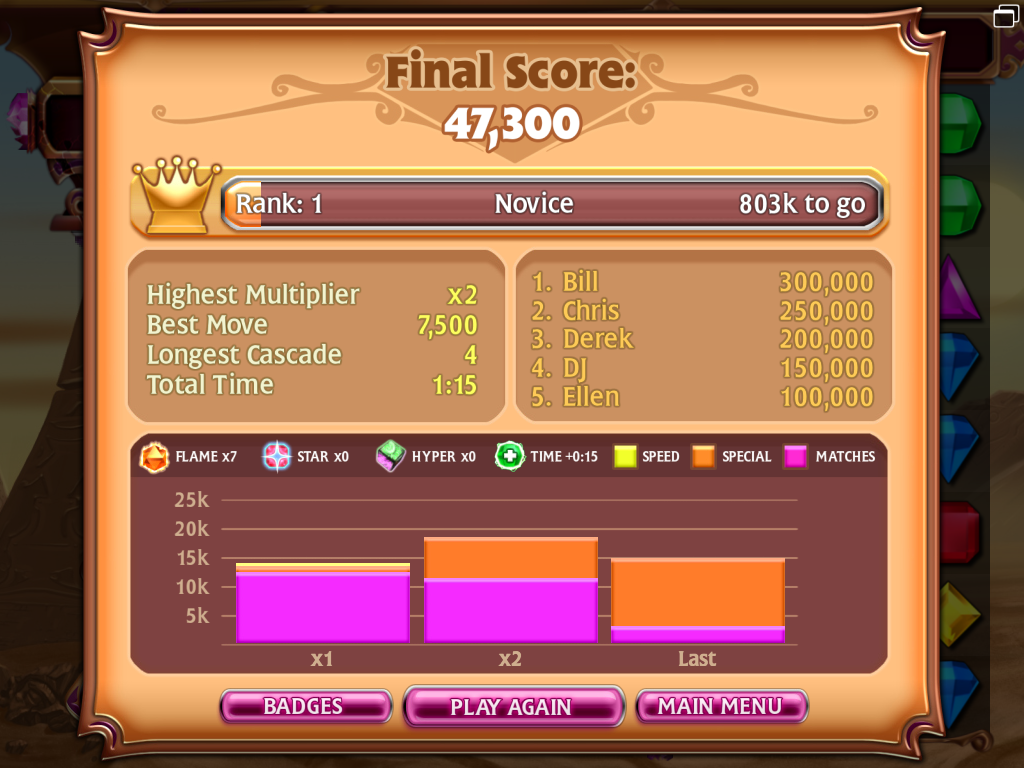 Final Score:
47,300
Rank: 1 Novice 803k to go
Highest Multiplier x2
Best Move 7,500
Longest Cascade 4
Total Time 1:15
1. Bill 300,000
2. Chris 250,000
3. Derek 200,000
4. DJ 150,000
5. Ellen 100,000
FLAME x7 STAR x0 HYPER x0 TIME +0:15 SPEED SPECIAL MATCHES
25k
20k
15k
10k
5k
x1 x2 Last
BADGES PLAY AGAIN MAIN MENU